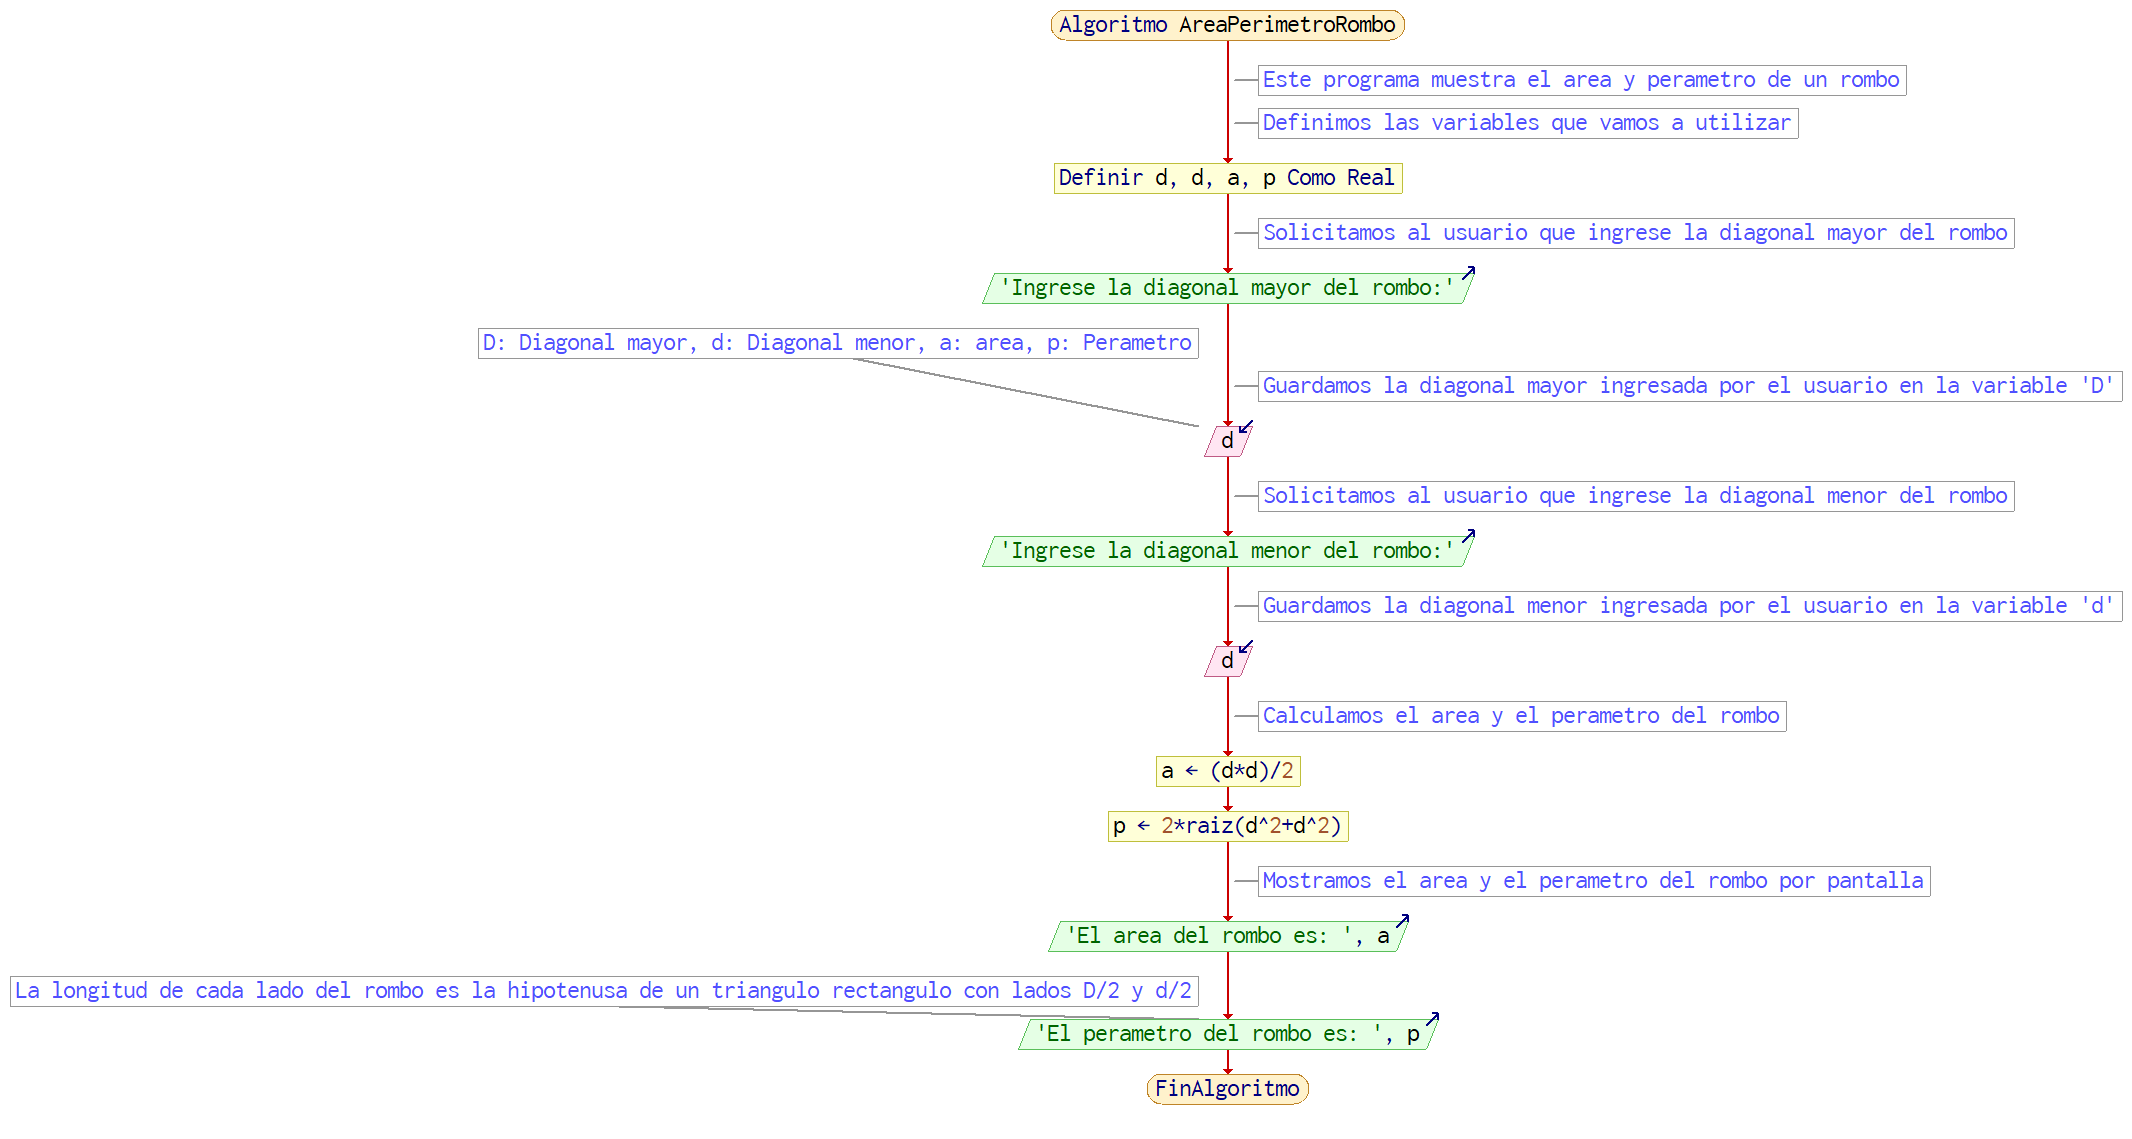 Algoritmo AreaPerimetroRombo
Este programa muestra el area y perametro de un rombo
Definimos las variables que vamos a utilizar
Definir d, d, a, p Como Real
Solicitamos al usuario que ingrese la diagonal mayor del rombo
'Ingrese la diagonal mayor del rombo:'
D: Diagonal mayor, d: Diagonal menor, a: area, p: Perametro
Guardamos la diagonal mayor ingresada por el usuario en la variable 'D'
d
Solicitamos al usuario que ingrese la diagonal menor del rombo
'Ingrese la diagonal menor del rombo:'
Guardamos la diagonal menor ingresada por el usuario en la variable 'd'
d
Calculamos el area y el perametro del rombo
a ← (d*d)/2
p ← 2*raiz(d^2+d^2)
Mostramos el area y el perametro del rombo por pantalla
'El area del rombo es: ', a
La longitud de cada lado del rombo es la hipotenusa de un triangulo rectangulo con lados D/2 y d/2
'El perametro del rombo es: ', p
FinAlgoritmo